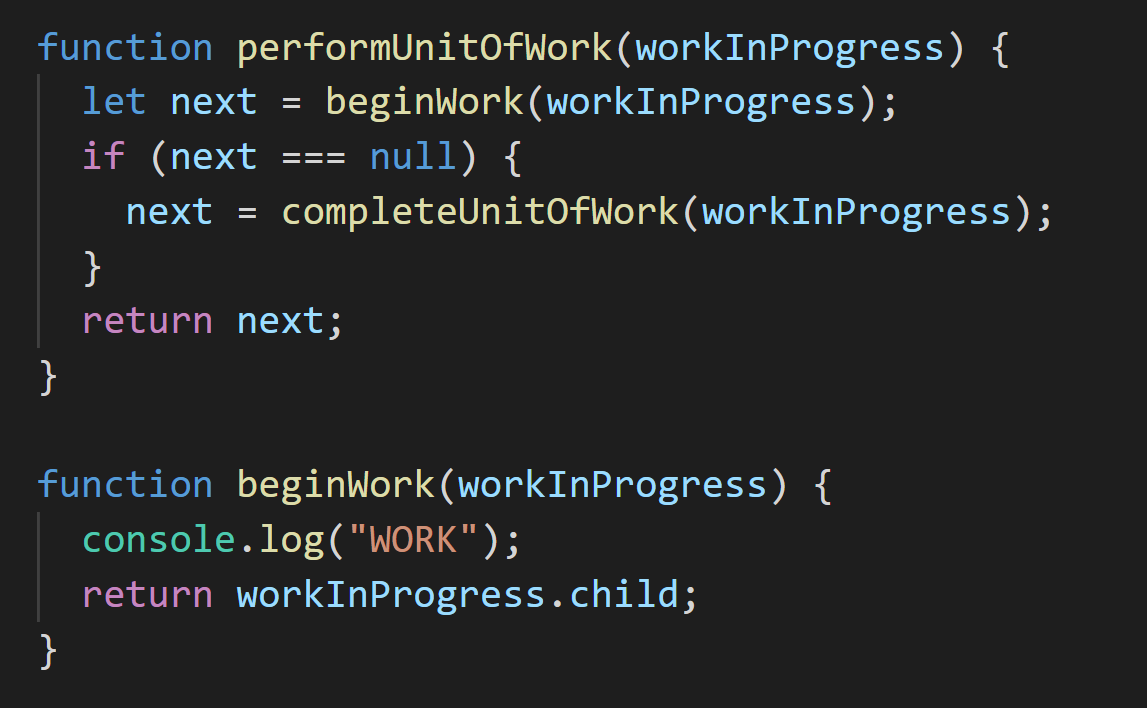 function performUnitOfWork(workInProgress) {
  let next = beginWork(workInProgress);
  if (next === null) {
    next = completeUnitOfWork(workInProgress);
  }
  return next;
}

function beginWork(workInProgress) {
  console.log("WORK");
  return workInProgress.child;
}